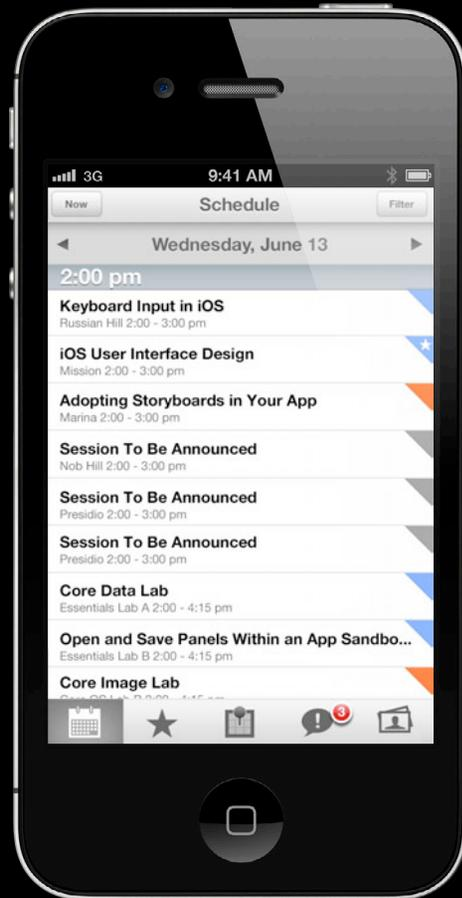 3G 9:41 AM
Now Schedule Filter
Wednesday, June 13
2:00 pm
Keyboard Input in iOS
Russian Hill 2:00 - 3:00 pm
iOS User Interface Design
Mission 2:00 - 3:00 pm
Adopting Storyboards in Your App
Marina 2:00 - 3:00 pm
Session To Be Announced
Nob Hill 2:00 - 3:00 pm
Session To Be Announced
Presidio 2:00 - 3:00 pm
Session To Be Announced
Presidio 2:00 - 3:00 pm
Core Data Lab
Essentials Lab A 2:00 - 4:15 pm
Open and Save Panels Within an App Sandbo...
Essentials Lab B 2:00 - 4:15 pm
Core Image Lab
3